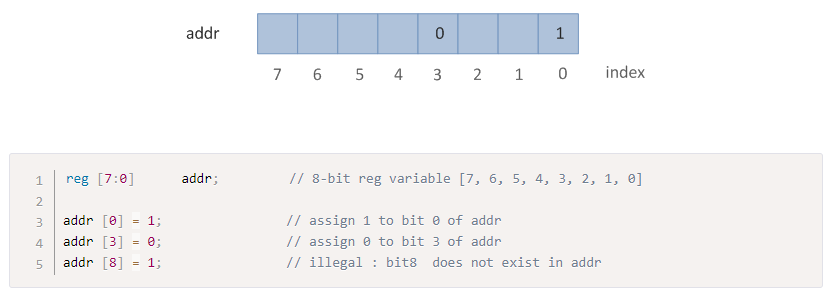 addr 0 1
7 6 5 4 3 2 1 0 index
1 reg [7:0] addr; // 8-bit reg variable [7, 6, 5, 4, 3, 2, 1, 0]
2
3 addr [0] = 1; // assign 1 to bit 0 of addr
4 addr [3] = 0; // assign 0 to bit 3 of addr
5 addr [8] = 1; // illegal : bit8 does not exist in addr